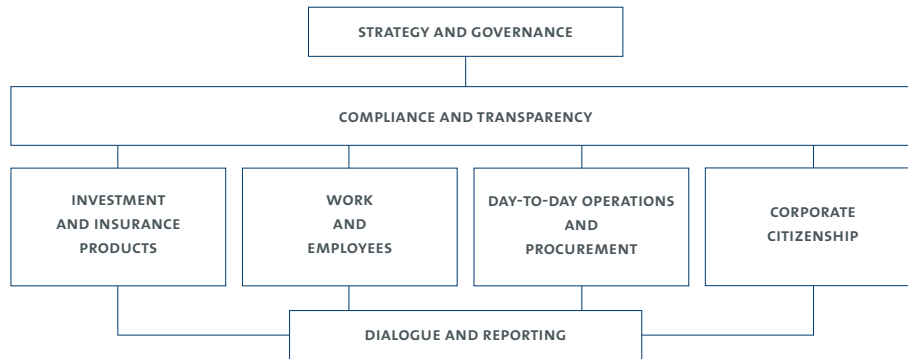 STRATEGY AND GOVERNANCE
COMPLIANCE AND TRANSPARENCY
INVESTMENT
AND INSURANCE
PRODUCTS
WORK
AND
EMPLOYEES
DAY-TO-DAY OPERATIONS
AND
PROCUREMENT
CORPORATE
CITIZENSHIP
DIALOGUE AND REPORTING